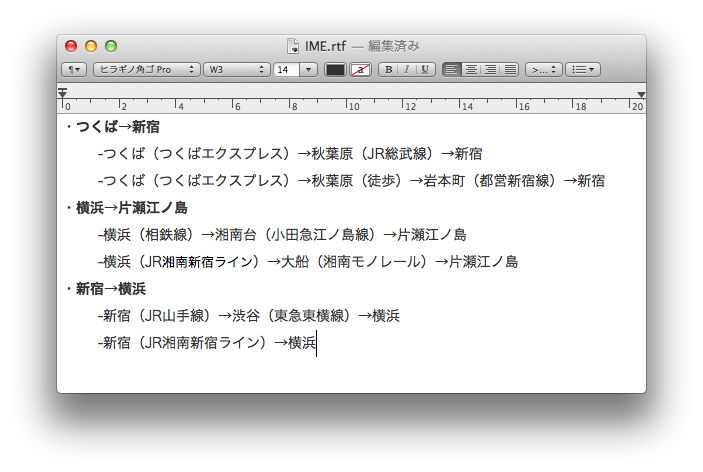 IME.rtf — 編集済み
¶ ヒラギノ角ゴ Pro W3 14 a B I U >...
0 2 4 6 8 10 12 14 16 18 20
・つくば→新宿
-つくば（つくばエクスプレス）→秋葉原（JR総武線）→新宿
-つくば（つくばエクスプレス）→秋葉原（徒歩）→岩本町（都営新宿線）→新宿
・横浜→片瀬江ノ島
-横浜（相鉄線）→湘南台（小田急江ノ島線）→片瀬江ノ島
-横浜（JR湘南新宿ライン）→大船（湘南モノレール）→片瀬江ノ島
・新宿→横浜
-新宿（JR山手線）→渋谷（東急東横線）→横浜
-新宿（JR湘南新宿ライン）→横浜